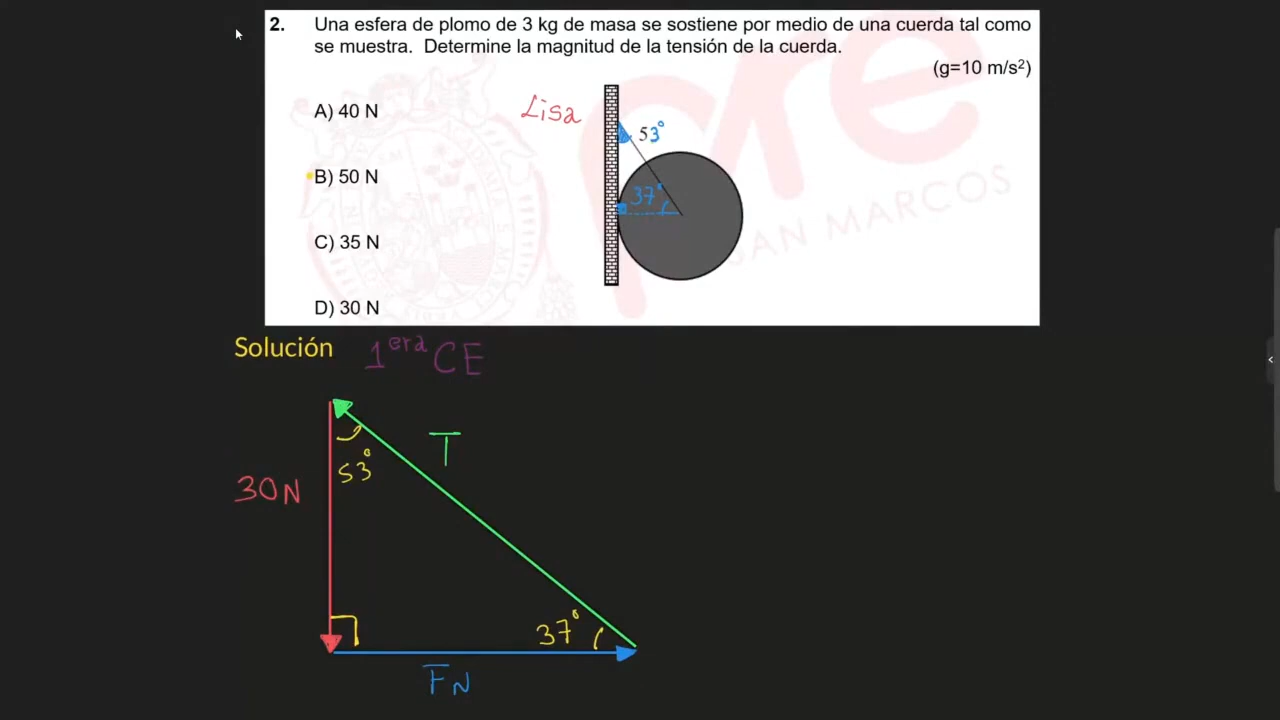 2. Una esfera de plomo de 3 kg de masa se sostiene por medio de una cuerda tal como
se muestra. Determine la magnitud de la tensión de la cuerda.
(g=10 m/s²)
A) 40 N
Lisa
53°
B) 50 N
37°
C) 35 N
D) 30 N
pre
SAN MARCOS
Solución 1era CE
T
53°
30N
37°
FN